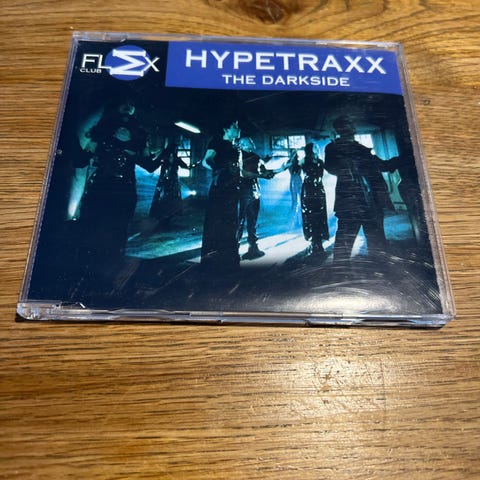 FLEX
CLUB
HYPETRAXX
THE DARKSIDE